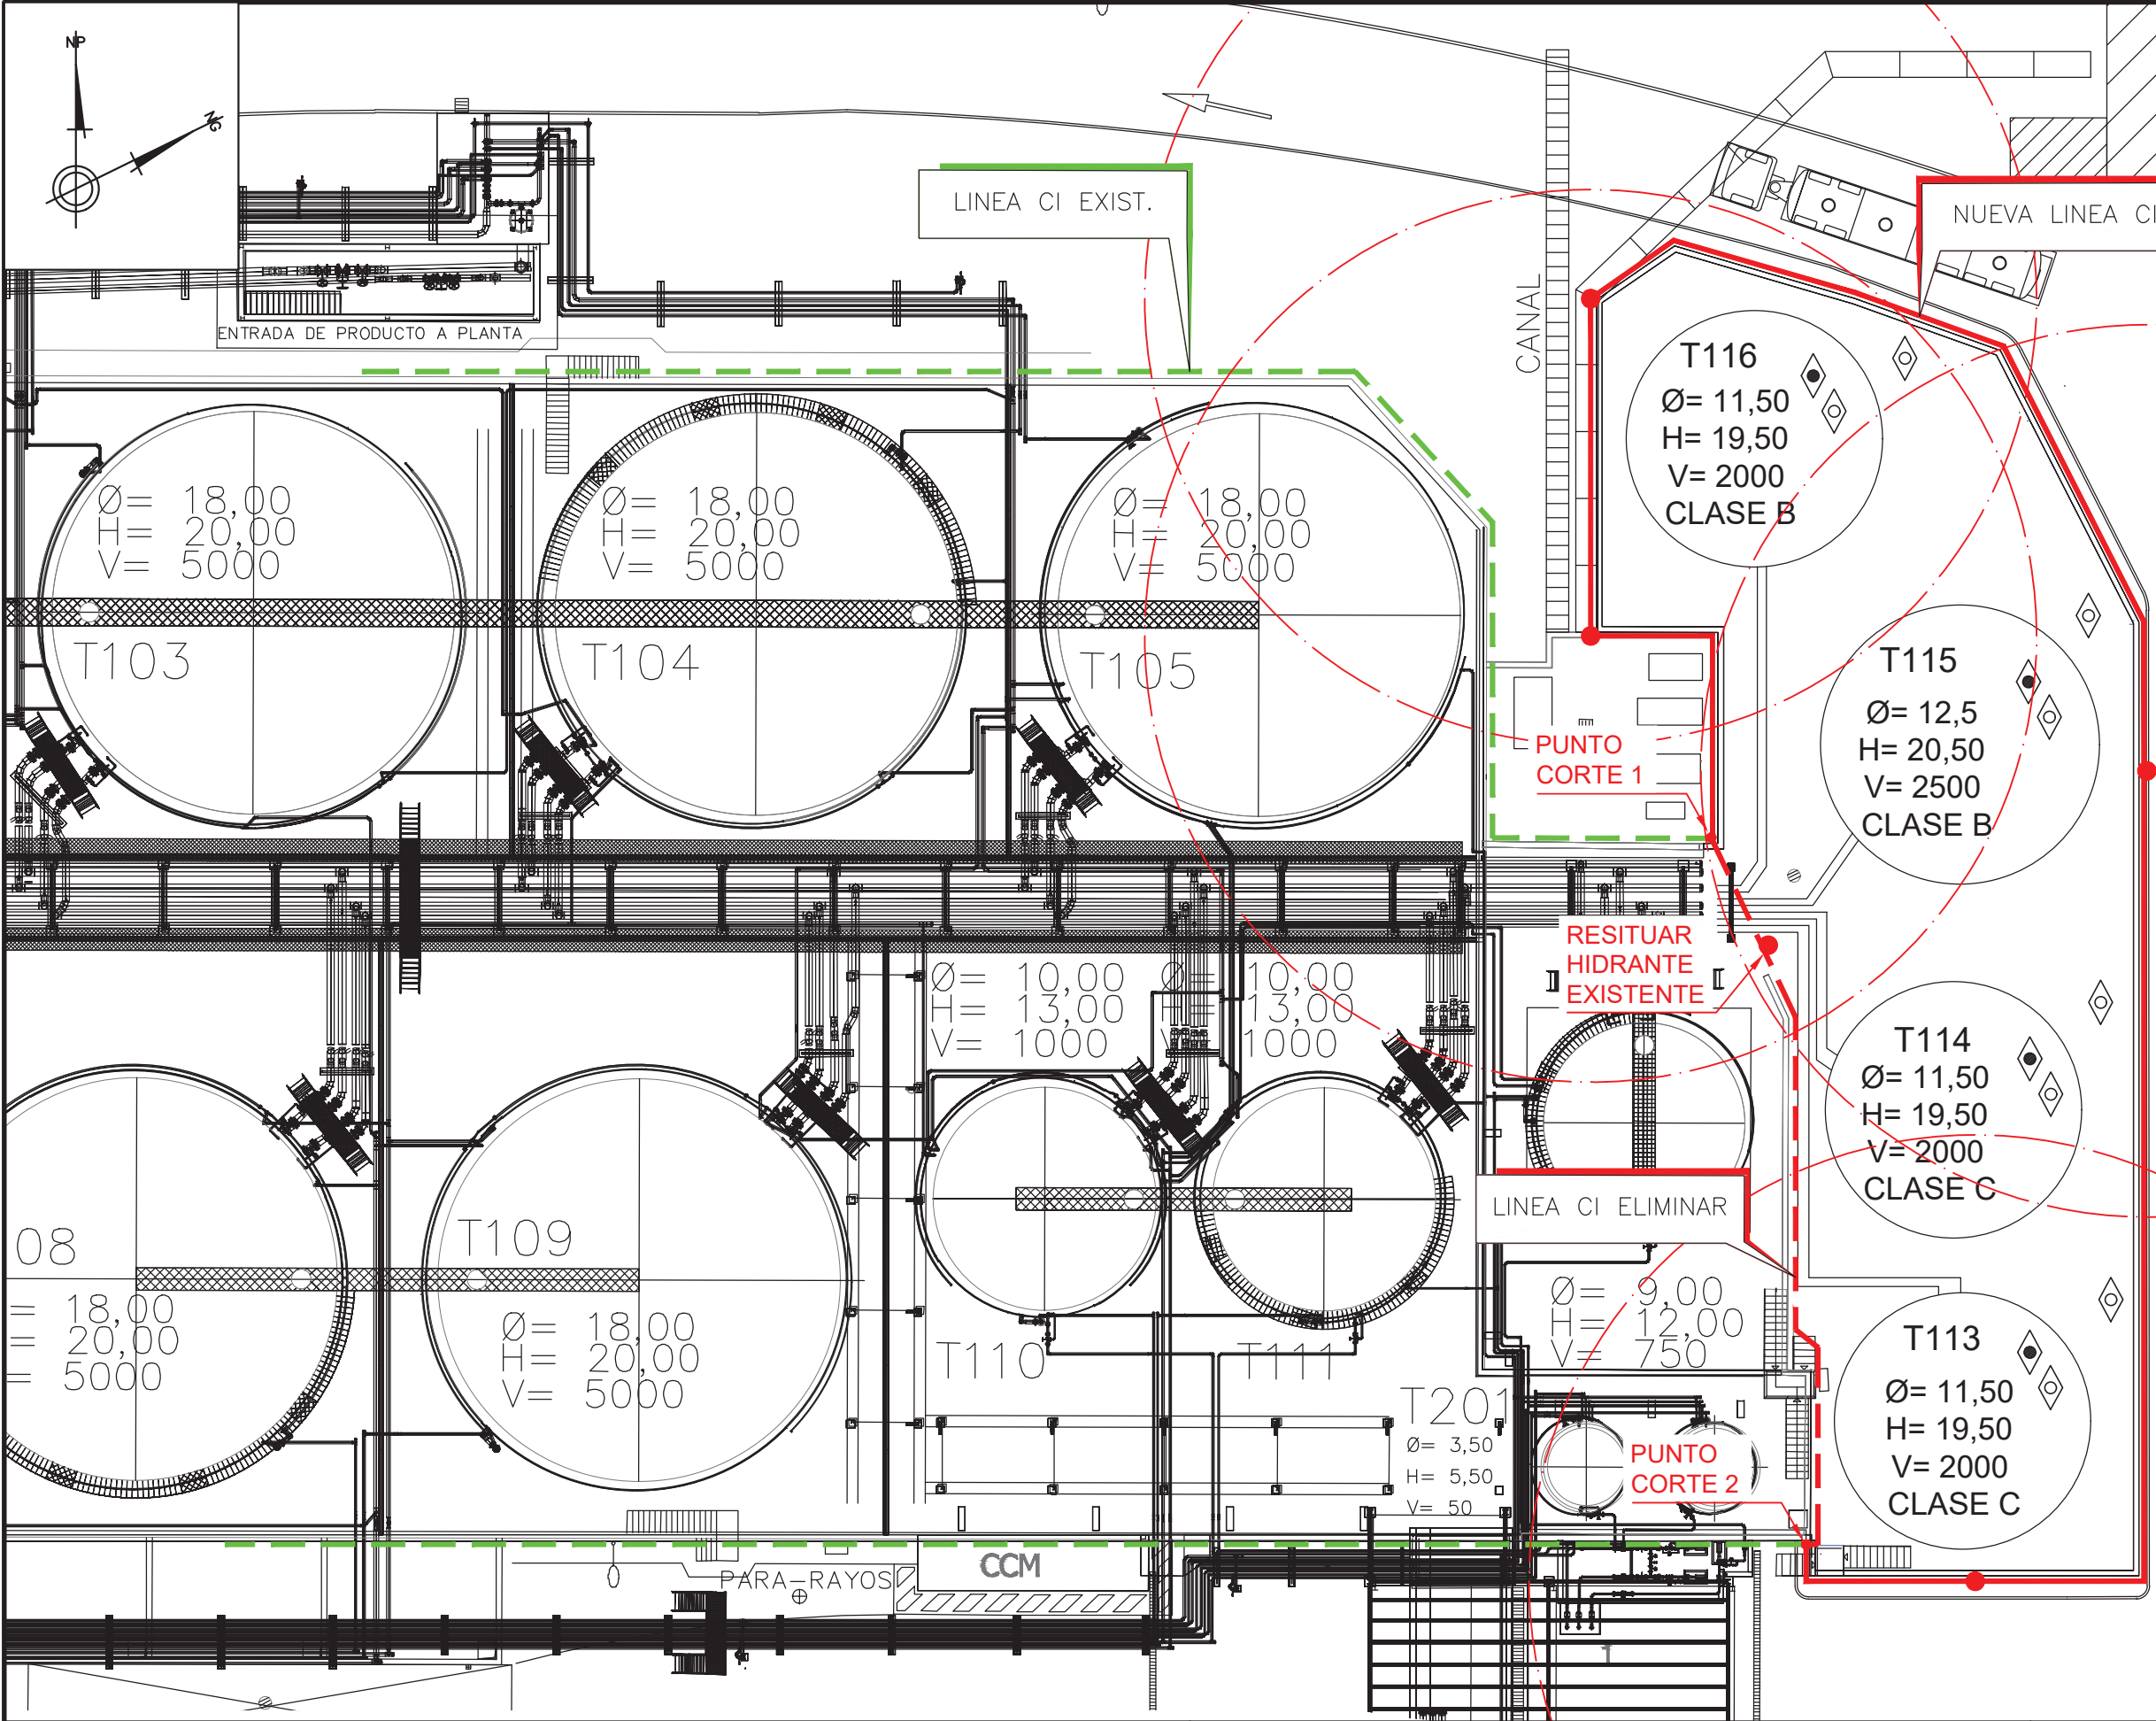 NP
NG
LINEA CI EXIST.
NUEVA LINEA CI
ENTRADA DE PRODUCTO A PLANTA
CANAL
T116
Ø= 11,50
H= 19,50
V= 2000
CLASE B
Ø= 18,00
H= 20,00
V= 5000
T103
Ø= 18,00
H= 20,00
V= 5000
T104
Ø= 18,00
H= 20,00
V= 5000
T105
T115
Ø= 12,5
H= 20,50
V= 2500
CLASE B
PUNTO
CORTE 1
RESITUAR
HIDRANTE
EXISTENTE
Ø= 10,00
H= 13,00
V= 1000
T110
Ø= 10,00
H= 13,00
V= 1000
T111
T114
Ø= 11,50
H= 19,50
V= 2000
CLASE C
LINEA CI ELIMINAR
08
= 18,00
= 20,00
= 5000
T109
Ø= 18,00
H= 20,00
V= 5000
Ø= 9,00
H= 12,00
V= 750
T113
Ø= 11,50
H= 19,50
V= 2000
CLASE C
T201
Ø= 3,50
H= 5,50
V= 50
PUNTO
CORTE 2
CCM
PARA-RAYOS